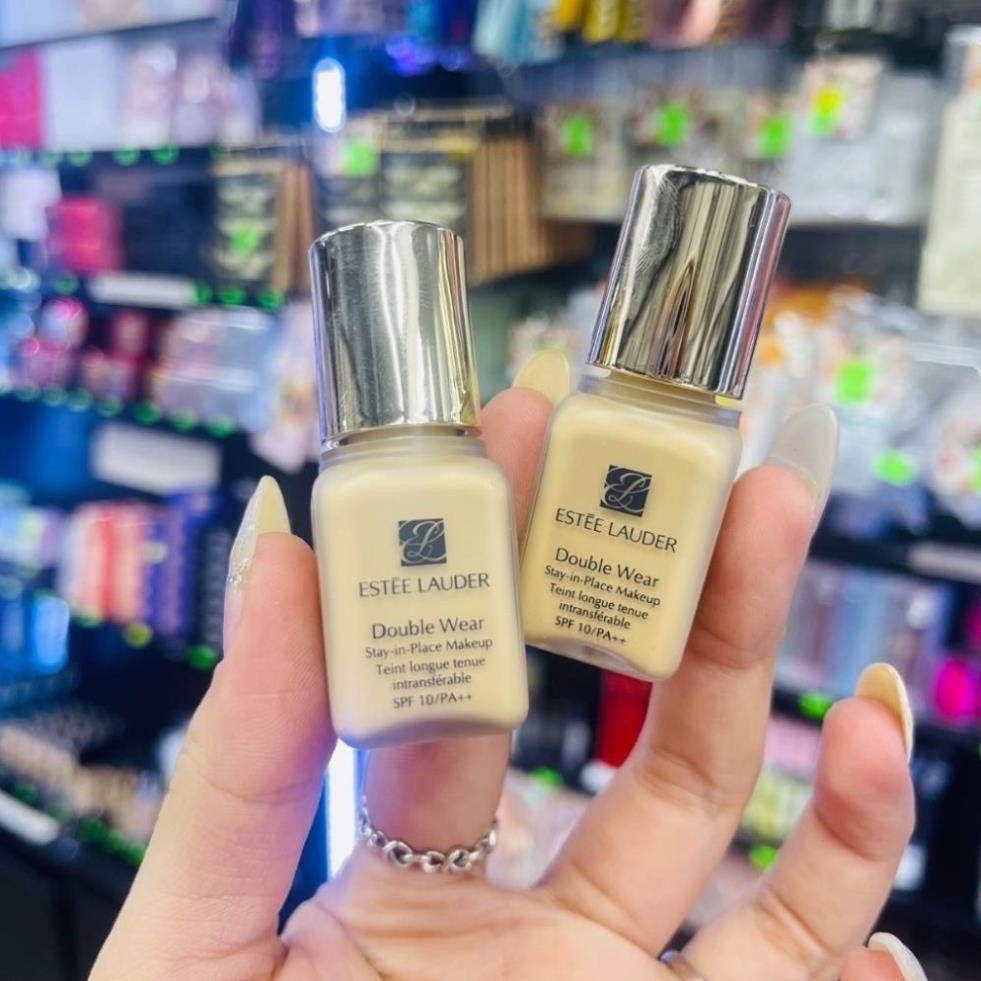 ESTĒE LAUDER
Double Wear
Stay-in-Place Makeup
Teint longue tenue
intransférable
SPF 10/PA++
ESTĒE LAUDER
Double Wear
Stay-in-Place Makeup
Teint longue tenue
intransférable
SPF 10/PA++